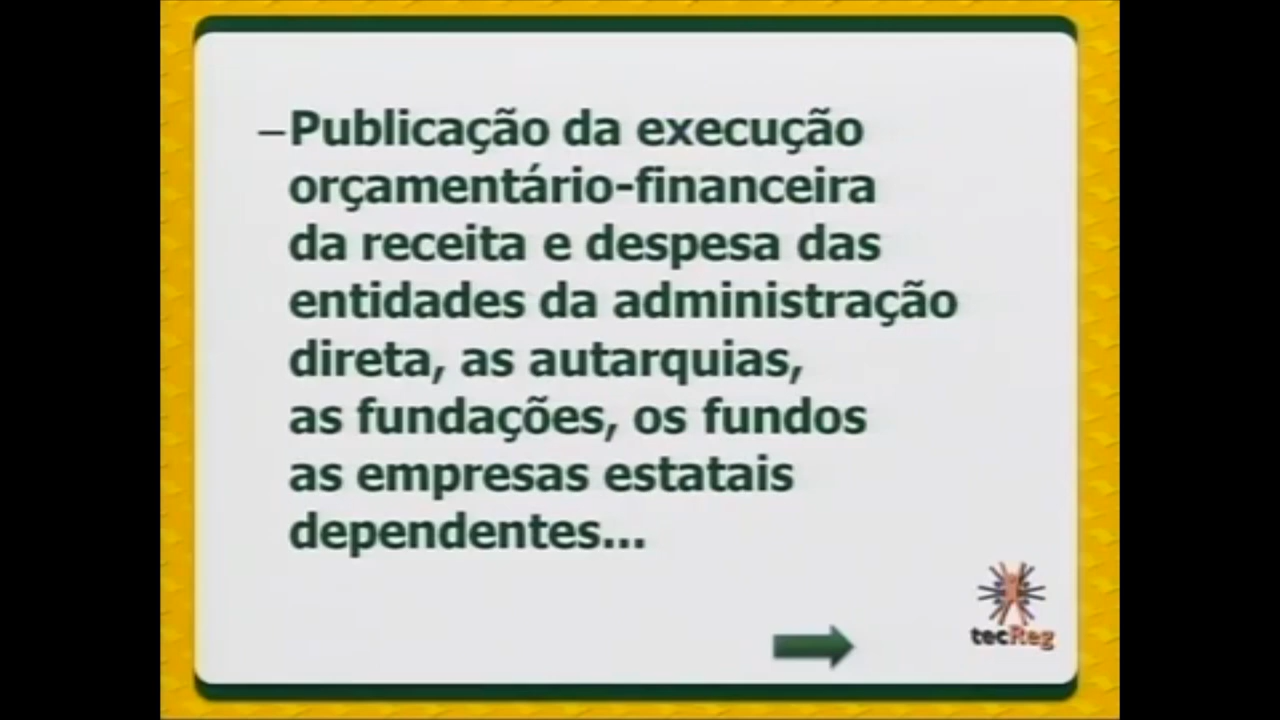 –Publicação da execução
orçamentário-financeira
da receita e despesa das
entidades da administração
direta, as autarquias,
as fundações, os fundos
as empresas estatais
dependentes...
tecReg